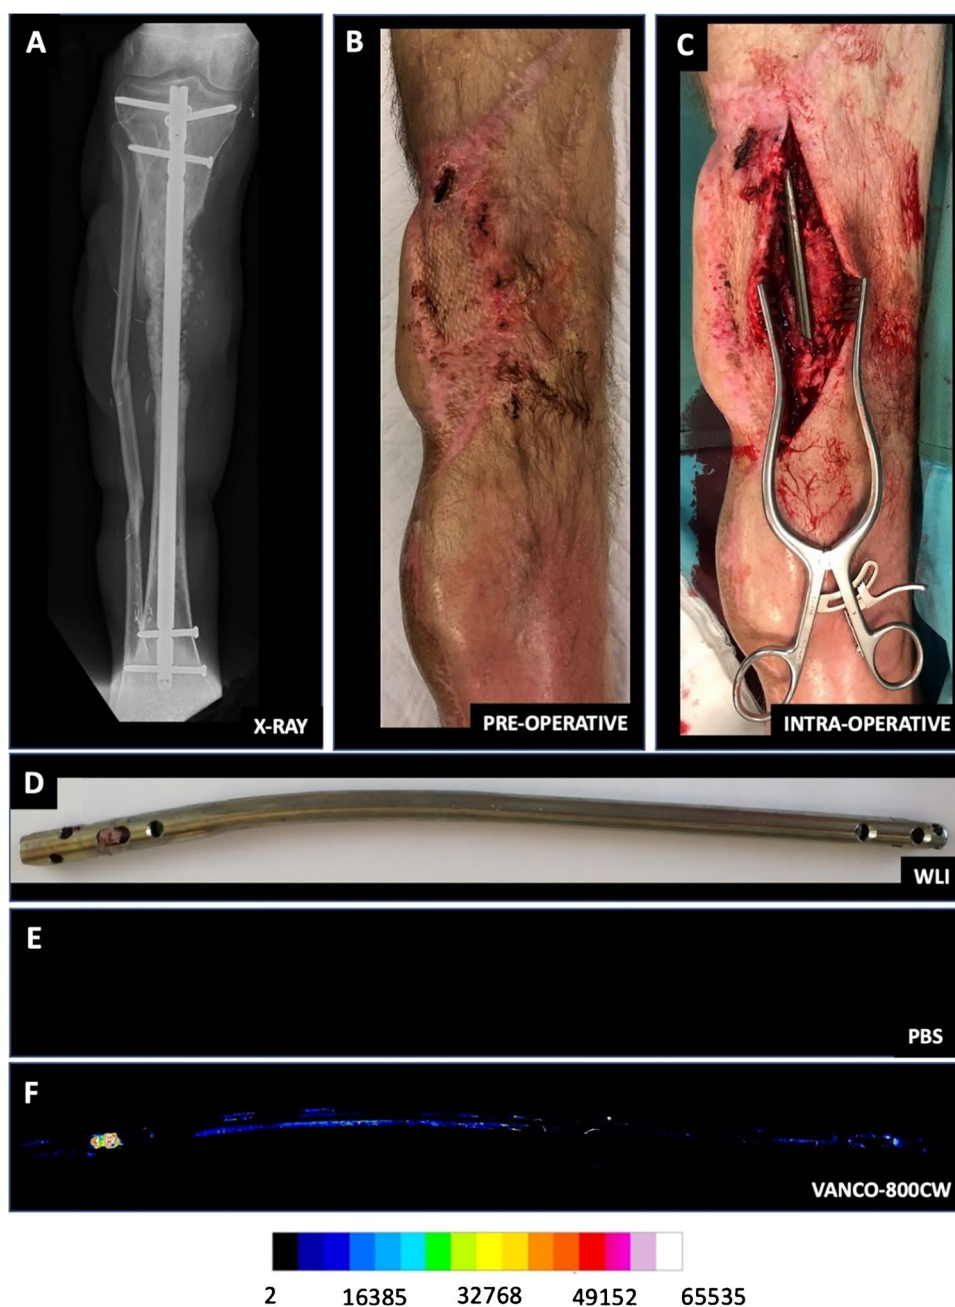 A
B
C
X-RAY
PRE-OPERATIVE
INTRA-OPERATIVE
D
WLI
E
PBS
F
VANCO-800CW
2 16385 32768 49152 65535